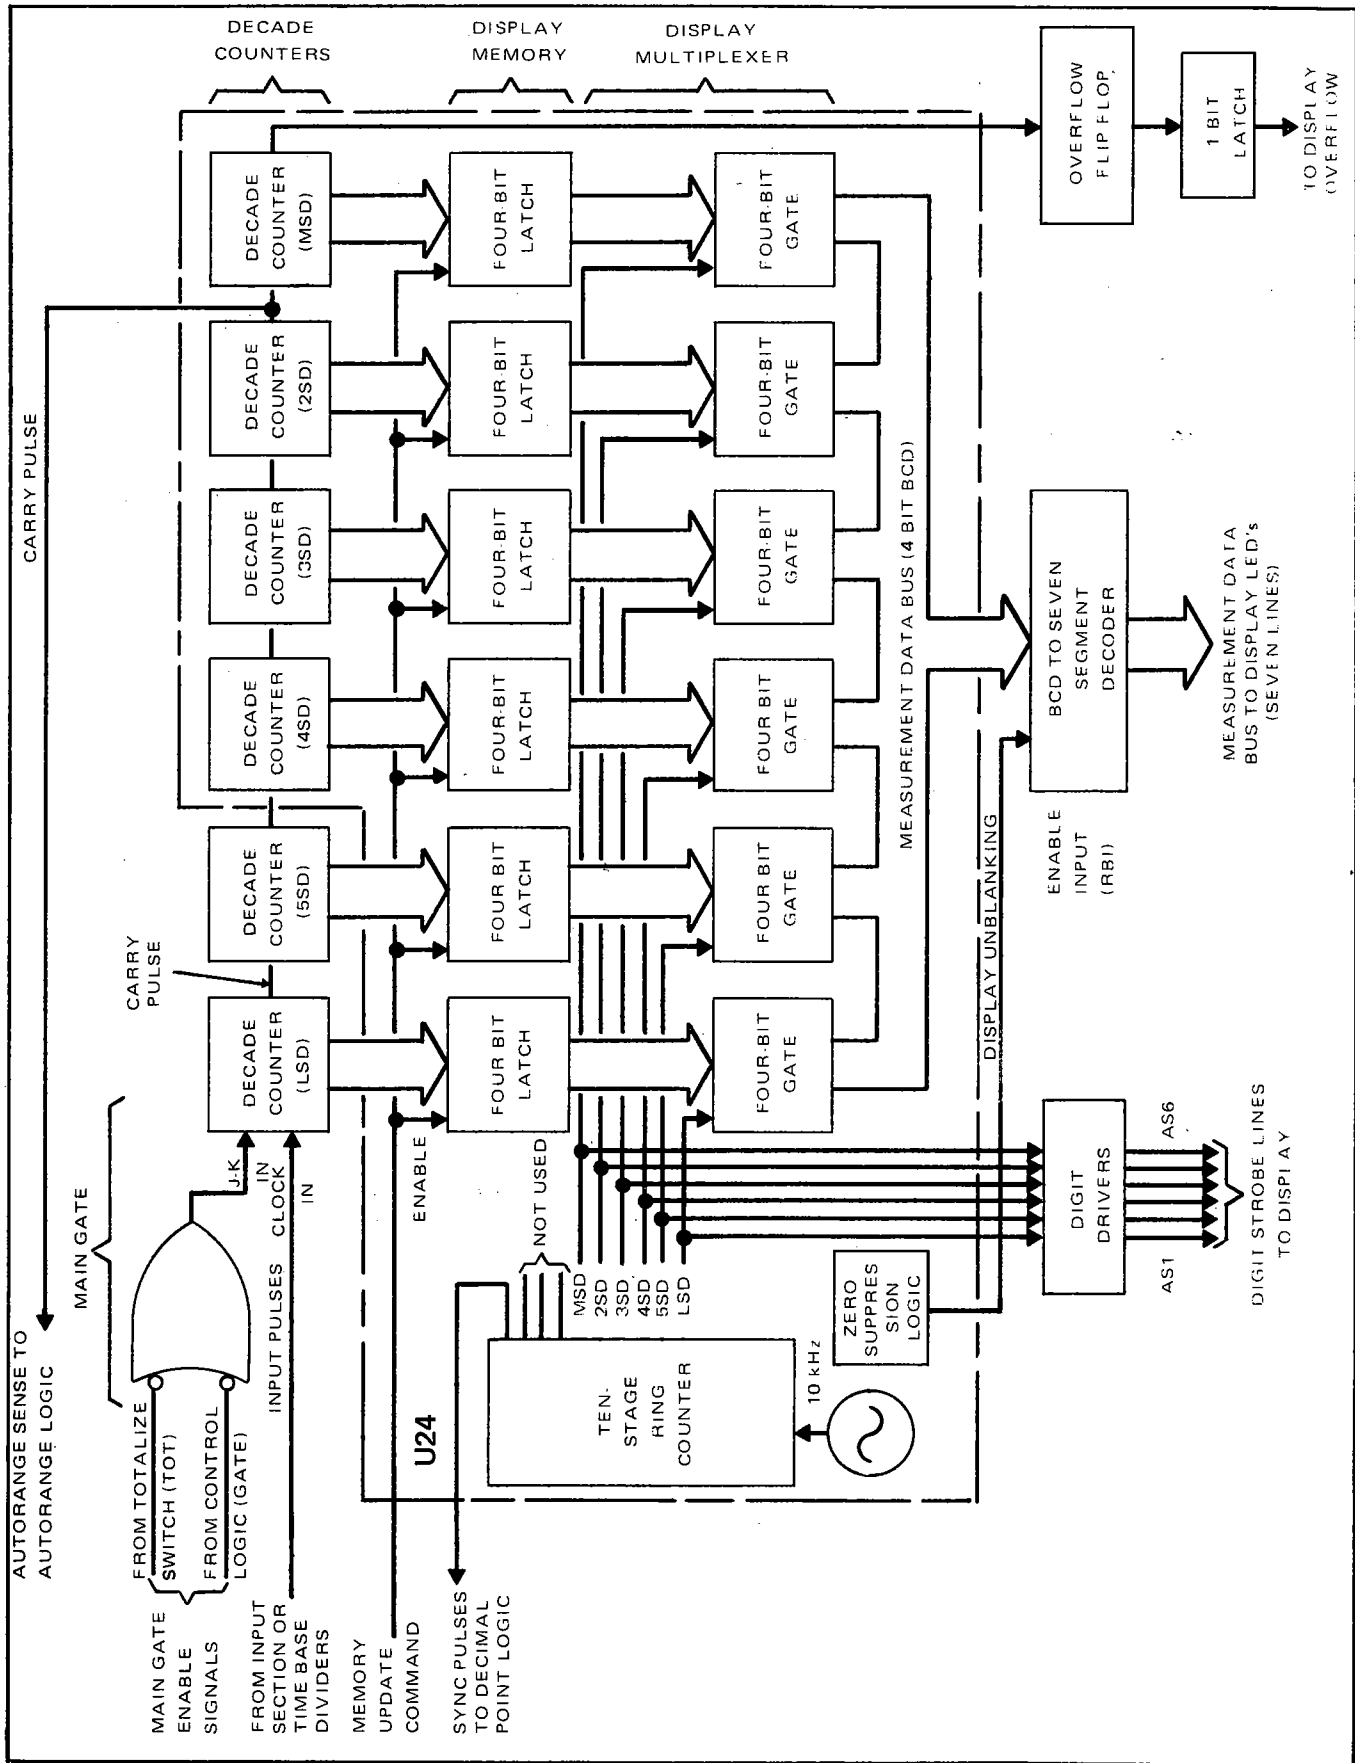 DECADE
COUNTERS
DISPLAY
MEMORY
DISPLAY
MULTIPLEXER
CARRY PULSE
AUTORANGE SENSE TO
AUTORANGE LOGIC
MAIN GATE
FROM TOTALIZE
SWITCH (TOT)
FROM CONTROL
LOGIC (GATE)
MAIN GATE
ENABLE
SIGNALS
J-K
IN
INPUT PULSES CLOCK
IN
FROM INPUT
SECTION OR
TIME BASE
DIVIDERS
CARRY
PULSE
DECADE
COUNTER
(LSD)
DECADE
COUNTER
(5SD)
DECADE
COUNTER
(4SD)
DECADE
COUNTER
(3SD)
DECADE
COUNTER
(2SD)
DECADE
COUNTER
(MSD)
MEMORY
UPDATE
COMMAND
U24
ENABLE
FOUR BIT
LATCH
FOUR BIT
LATCH
FOUR-BIT
LATCH
FOUR-BIT
LATCH
FOUR-BIT
LATCH
FOUR-BIT
LATCH
SYNC PULSES
TO DECIMAL
POINT LOGIC
NOT USED
MSD
2SD
3SD
4SD
5SD
LSD
TEN-
STAGE
RING
COUNTER
10 kHz
FOUR-BIT
GATE
FOUR BIT
GATE
FOUR BIT
GATE
FOUR-BIT
GATE
FOUR-BIT
GATE
FOUR-BIT
GATE
ZERO
SUPPRES
SION
LOGIC
MEASUREMENT DATA BUS (4 BIT BCD)
DISPLAY UNBLANKING
ENABLE
INPUT
(RBI)
DIGIT
DRIVERS
AS1
AS6
DIGIT STROBE LINES
TO DISPLAY
BCD TO SEVEN
SEGMENT
DECODER
MEASUREMENT DATA
BUS TO DISPLAY LED's
(SEVEN LINES)
OVERFLOW
FLIP FLOP
1 BIT
LATCH
TO DISPLAY
OVERFLOW